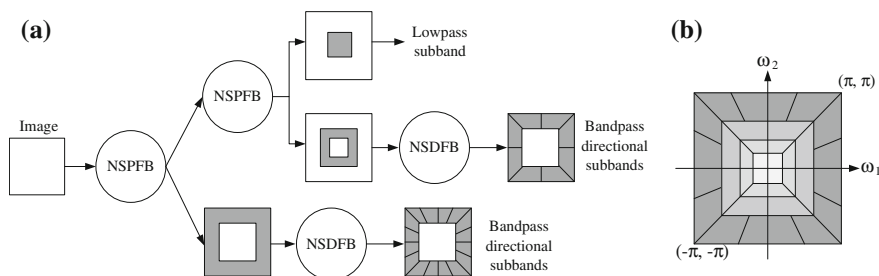 (a)
Image
NSPFB
NSPFB
Lowpass
subband
NSDFB
Bandpass
directional
subbands
NSDFB
Bandpass
directional
subbands
(b)
ω2
(π, π)
ω1
(-π, -π)